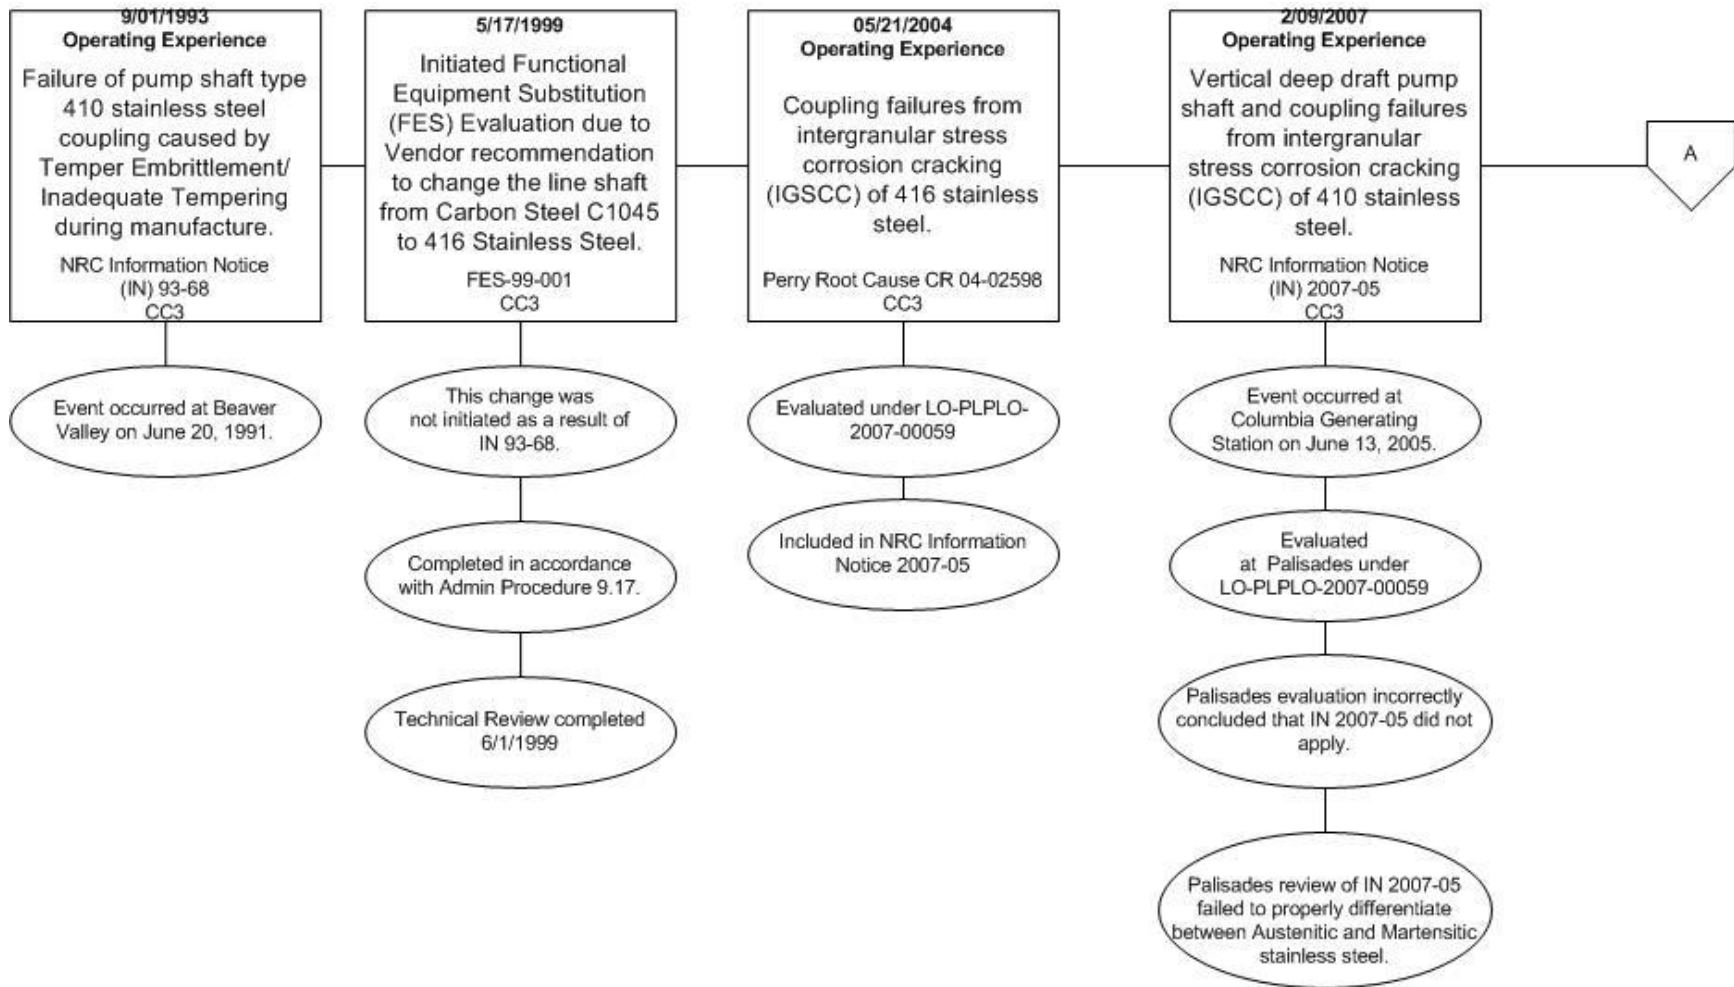 9/01/1993
Operating Experience
Failure of pump shaft type
410 stainless steel
coupling caused by
Temper Embrittlement/
Inadequate Tempering
during manufacture.
NRC Information Notice
(IN) 93-68
CC3
Event occurred at Beaver
Valley on June 20, 1991.
5/17/1999
Initiated Functional
Equipment Substitution
(FES) Evaluation due to
Vendor recommendation
to change the line shaft
from Carbon Steel C1045
to 416 Stainless Steel.
FES-99-001
CC3
This change was
not initiated as a result of
IN 93-68.
Completed in accordance
with Admin Procedure 9.17.
Technical Review completed
6/1/1999
05/21/2004
Operating Experience
Coupling failures from
intergranular stress
corrosion cracking
(IGSCC) of 416 stainless
steel.
Perry Root Cause CR 04-02598
CC3
Evaluated under LO-PLPLO-
2007-00059
Included in NRC Information
Notice 2007-05
2/09/2007
Operating Experience
Vertical deep draft pump
shaft and coupling failures
from intergranular
stress corrosion cracking
(IGSCC) of 410 stainless
steel.
NRC Information Notice
(IN) 2007-05
CC3
Event occurred at
Columbia Generating
Station on June 13, 2005.
Evaluated
at Palisades under
LO-PLPLO-2007-00059
Palisades evaluation incorrectly
concluded that IN 2007-05 did not
apply.
Palisades review of IN 2007-05
failed to properly differentiate
between Austenitic and Martensitic
stainless steel.
A